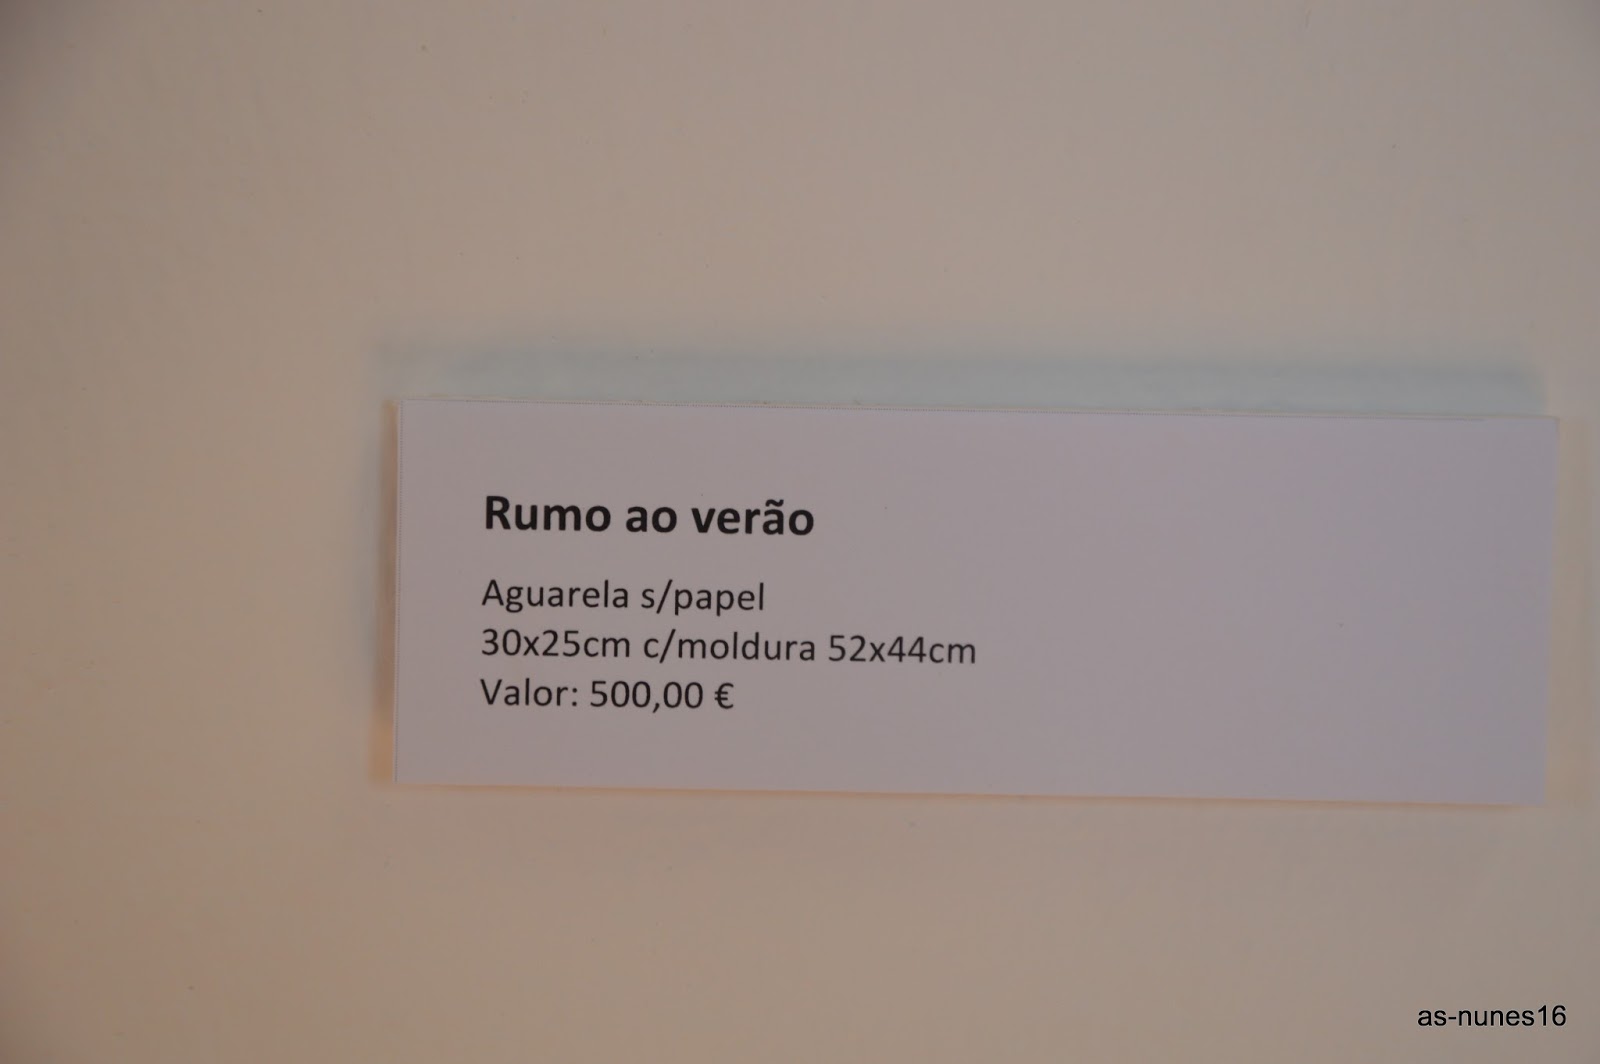 Rumo ao verão
Aguarela s/papel
30x25cm c/moldura 52x44cm
Valor: 500,00 €
as-nunes16